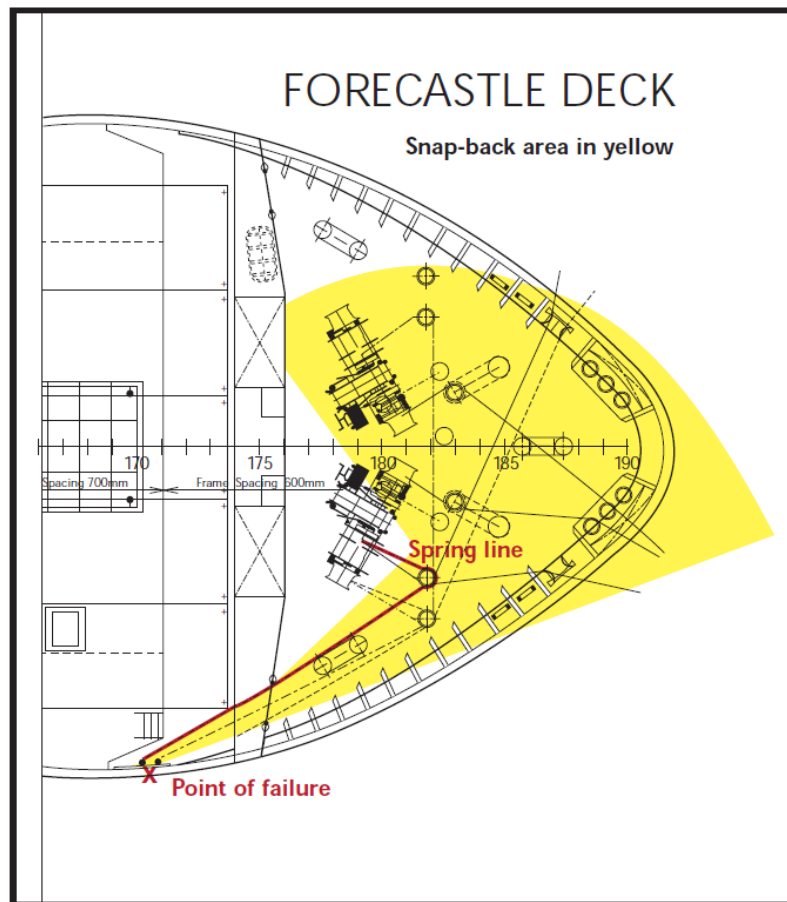 FORECASTLE DECK
Snap-back area in yellow
170 175 180 185 190
Spacing 700mm Frame Spacing 600mm
Spring line
X Point of failure